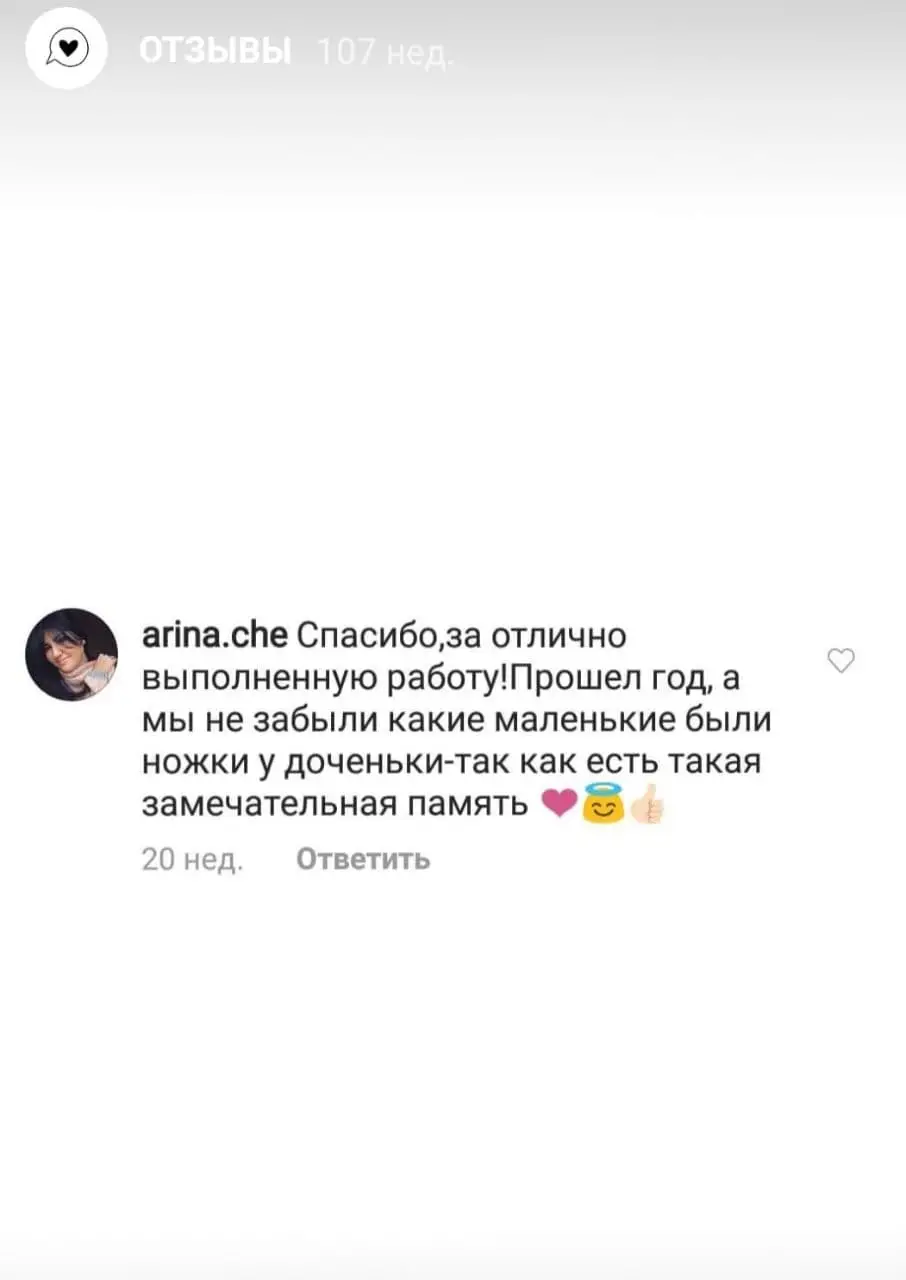 ОТЗЫВЫ 107 нед.
arina.che Спасибо,за отлично
выполненную работу!Прошел год, а
мы не забыли какие маленькие были
ножки у доченьки-так как есть такая
замечательная память ❤😇👍🏻
20 нед. Ответить